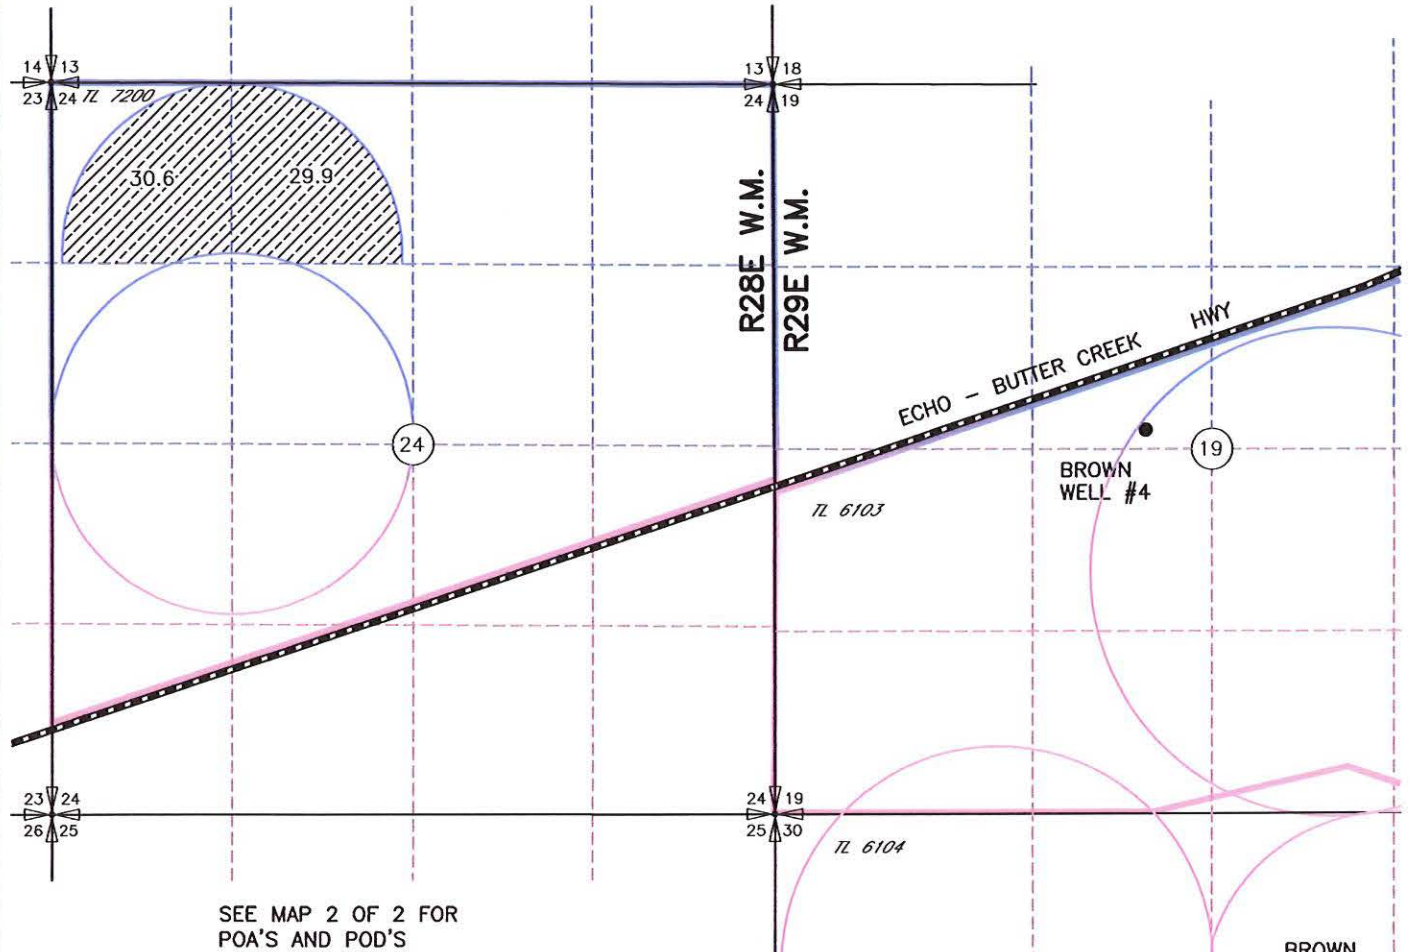 14 13
23 24
TL 7200
13 18
24 19
30.6
29.9
R28E W.M.
R29E W.M.
ECHO – BUTTER CREEK HWY
24
19
BROWN
WELL #4
TL 6103
23 24
26 25
24 19
25 30
TL 6104
SEE MAP 2 OF 2 FOR
POA'S AND POD'S
BROWN